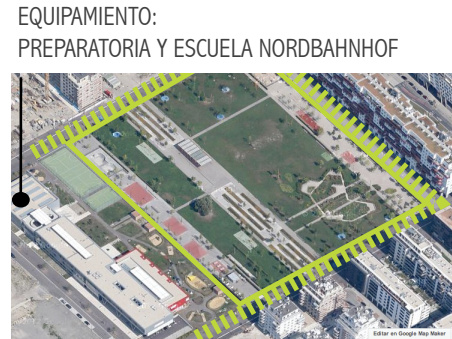 EQUIPAMIENTO:
PREPARATORIA Y ESCUELA NORDBAHNHOF
Editar en Google Map Maker